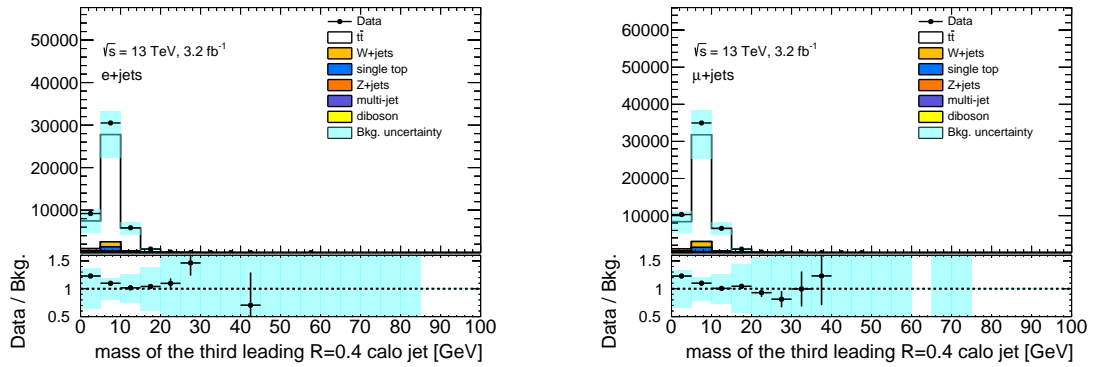 50000
40000
30000
20000
10000
√s = 13 TeV, 3.2 fb⁻¹
e+jets
Data
tt̄
W+jets
single top
Z+jets
multi-jet
diboson
Bkg. uncertainty
Data / Bkg.
1.5
1
0.5
0 10 20 30 40 50 60 70 80 90 100
mass of the third leading R=0.4 calo jet [GeV]
60000
50000
40000
30000
20000
10000
√s = 13 TeV, 3.2 fb⁻¹
μ+jets
Data
tt̄
W+jets
single top
Z+jets
multi-jet
diboson
Bkg. uncertainty
Data / Bkg.
1.5
1
0.5
0 10 20 30 40 50 60 70 80 90 100
mass of the third leading R=0.4 calo jet [GeV]